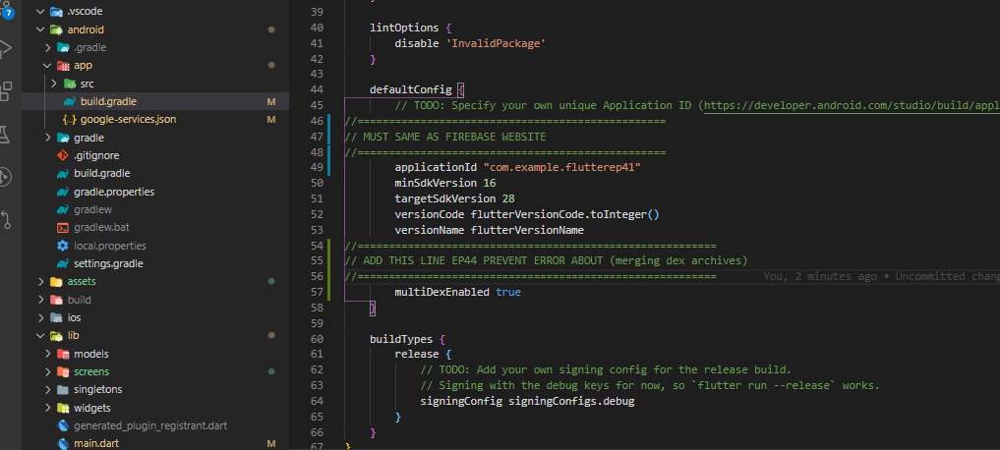 7
.vscode
android
.gradle
app
src
build.gradle M
google-services.json M
gradle
.gitignore
build.gradle
gradle.properties
gradlew
gradlew.bat
local.properties
settings.gradle
assets
build
ios
lib
models
screens
singletons
widgets
generated_plugin_registrant.dart
main.dart M
39
40 lintOptions {
41 disable 'InvalidPackage'
42 }
43
44 defaultConfig {
45 // TODO: Specify your own unique Application ID (https://developer.android.com/studio/build/appl
46 //==================================================
47 // MUST SAME AS FIREBASE WEBSITE
48 //==================================================
49 applicationId "com.example.flutterep41"
50 minSdkVersion 16
51 targetSdkVersion 28
52 versionCode flutterVersionCode.toInteger()
53 versionName flutterVersionName
54 //==========================================================
55 // ADD THIS LINE EP44 PREVENT ERROR ABOUT (merging dex archives)
56 //========================================================== You, 2 minutes ago • Uncommitted chang
57 multiDexEnabled true
58 }
59
60 buildTypes {
61 release {
62 // TODO: Add your own signing config for the release build.
63 // Signing with the debug keys for now, so `flutter run --release` works.
64 signingConfig signingConfigs.debug
65 }
66 }
67 }